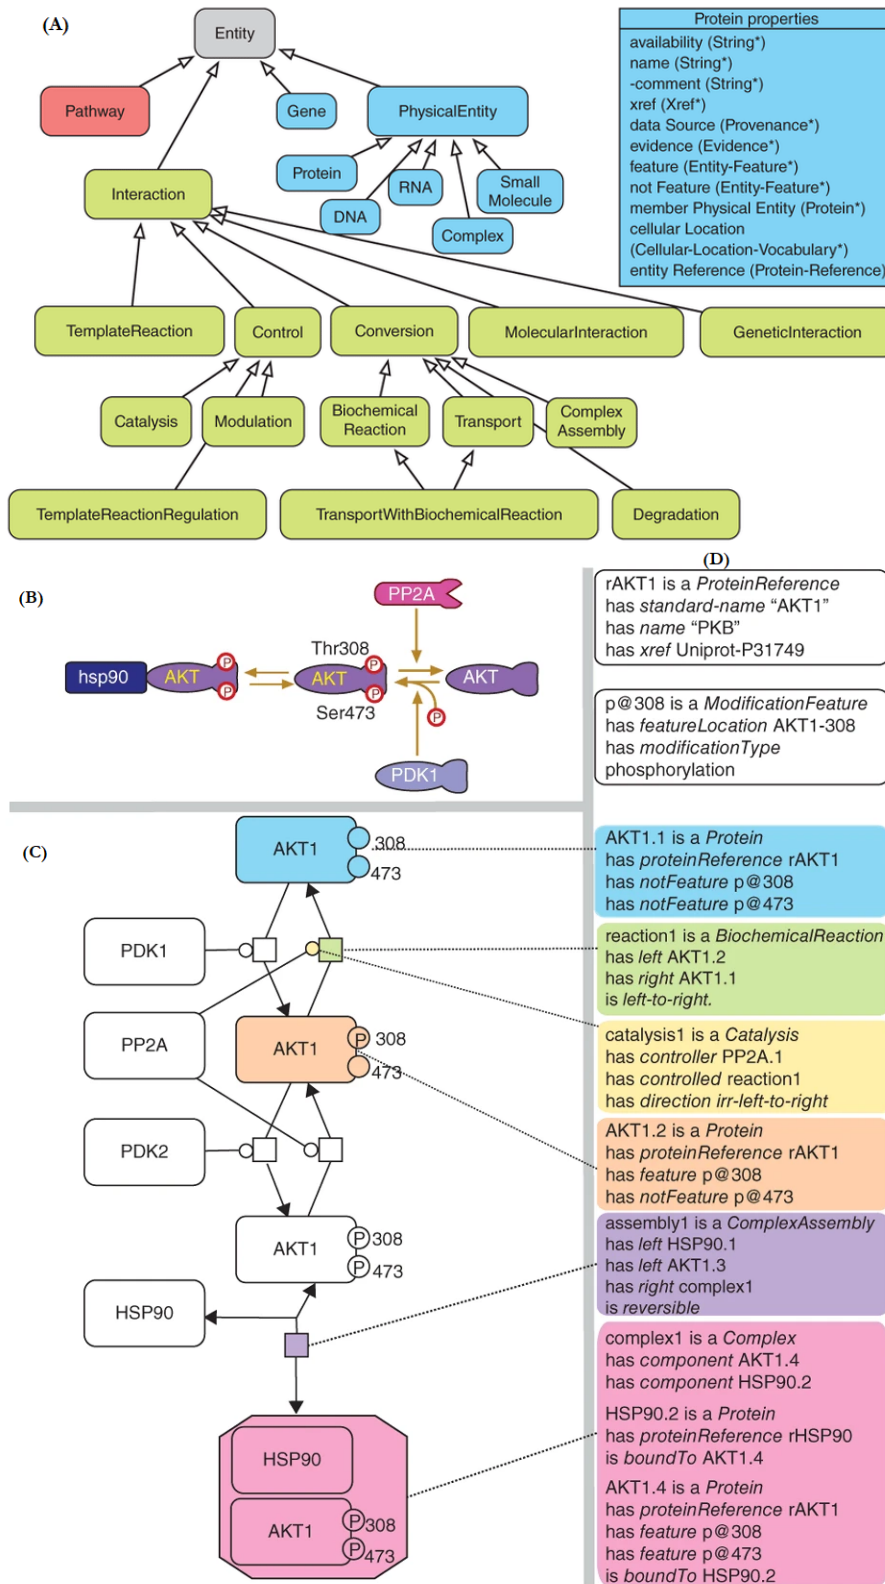 (A)
Entity
Pathway
Gene
PhysicalEntity
Interaction
Protein
DNA
RNA
Small
Molecule
Complex
Protein properties
availability (String*)
name (String*)
-comment (String*)
xref (Xref*)
data Source (Provenance*)
evidence (Evidence*)
feature (Entity-Feature*)
not Feature (Entity-Feature*)
member Physical Entity (Protein*)
cellular Location
(Cellular-Location-Vocabulary*)
entity Reference (Protein-Reference)
TemplateReaction
Control
Conversion
MolecularInteraction
GeneticInteraction
Catalysis
Modulation
Biochemical
Reaction
Transport
Complex
Assembly
TemplateReactionRegulation
TransportWithBiochemicalReaction
Degradation
(B)
PP2A
Thr308
hsp90
AKT
P
P
AKT
P
P
AKT
Ser473
P
PDK1
(C)
AKT1
308
473
PDK1
PP2A
AKT1
P
308
473
PDK2
AKT1
P
308
P
473
HSP90
HSP90
AKT1
P
308
P
473
(D)
rAKT1 is a ProteinReference
has standard-name “AKT1”
has name “PKB”
has xref Uniprot-P31749
p@308 is a ModificationFeature
has featureLocation AKT1-308
has modificationType
phosphorylation
AKT1.1 is a Protein
has proteinReference rAKT1
has notFeature p@308
has notFeature p@473
reaction1 is a BiochemicalReaction
has left AKT1.2
has right AKT1.1
is left-to-right.
catalysis1 is a Catalysis
has controller PP2A.1
has controlled reaction1
has direction irr-left-to-right
AKT1.2 is a Protein
has proteinReference rAKT1
has feature p@308
has notFeature p@473
assembly1 is a ComplexAssembly
has left HSP90.1
has left AKT1.3
has right complex1
is reversible
complex1 is a Complex
has component AKT1.4
has component HSP90.2
HSP90.2 is a Protein
has proteinReference rHSP90
is boundTo AKT1.4
AKT1.4 is a Protein
has proteinReference rAKT1
has feature p@308
has feature p@473
is boundTo HSP90.2